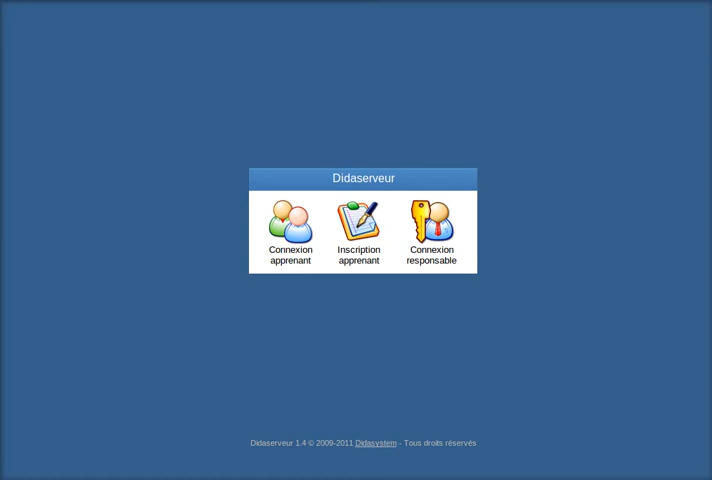 Didaserveur
Connexion apprenant
Inscription apprenant
Connexion responsable
Didaserveur 1.4 © 2009-2011 Didasystem - Tous droits réservés